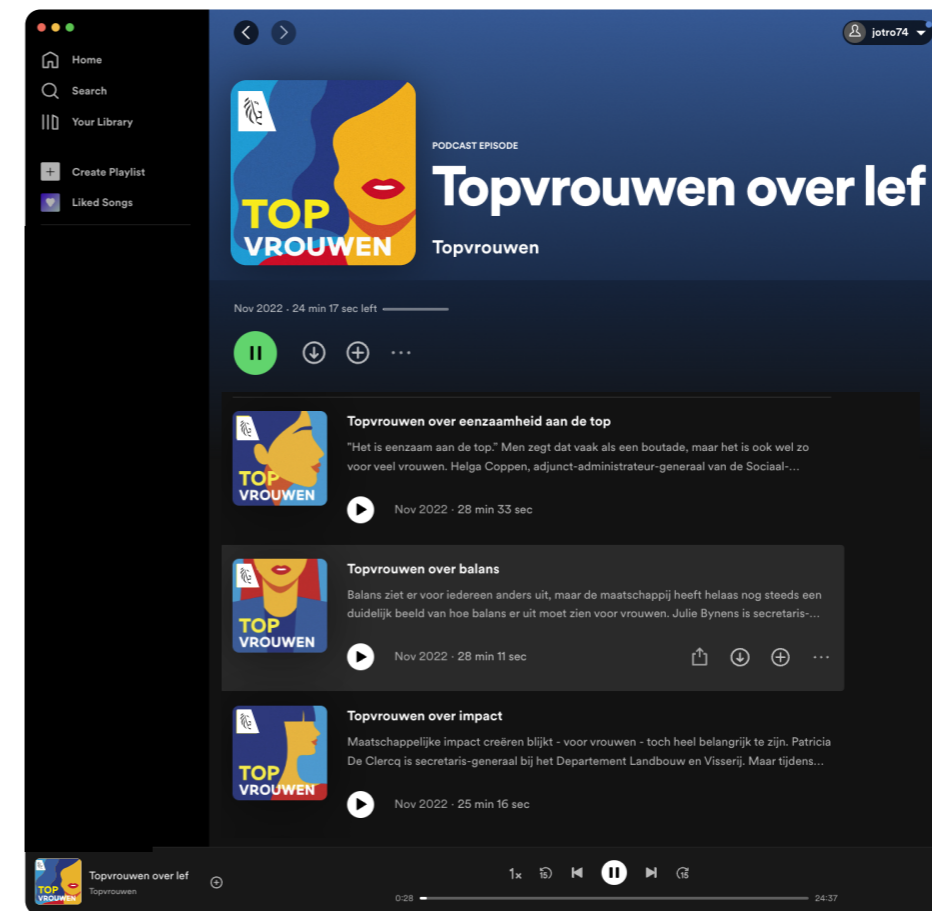 jotro74
Home
Search
Your Library
Create Playlist
Liked Songs
TOP
VROUWEN
PODCAST EPISODE
Topvrouwen over lef
Topvrouwen
Nov 2022 · 24 min 17 sec left
TOP
VROUWEN
Topvrouwen over eenzaamheid aan de top
"Het is eenzaam aan de top." Men zegt dat vaak als een boutade, maar het is ook wel zo
voor veel vrouwen. Helga Coppen, adjunct-administrateur-generaal van de Sociaal-...
Nov 2022 · 28 min 33 sec
TOP
VROUWEN
Topvrouwen over balans
Balans ziet er voor iedereen anders uit, maar de maatschappij heeft helaas nog steeds een
duidelijk beeld van hoe balans er uit moet zien voor vrouwen. Julie Bynens is secretaris-...
Nov 2022 · 28 min 11 sec
TOP
VROUWEN
Topvrouwen over impact
Maatschappelijke impact creëren blijkt - voor vrouwen - toch heel belangrijk te zijn. Patricia
De Clercq is secretaris-generaal bij het Departement Landbouw en Visserij. Maar tijdens...
Nov 2022 · 25 min 16 sec
TOP
VROUWEN
Topvrouwen over lef
Topvrouwen
1x
15
15
0:28
24:37